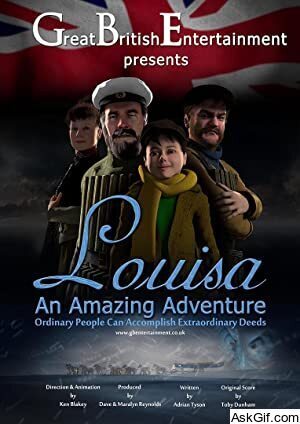 GreatBritishEntertainment
presents
Louisa
An Amazing Adventure
Ordinary People Can Accomplish Extraordinary Deeds
www.gbentertainment.co.uk
Direction & Animation
by
Ken Blakey
Produced
by
Dave & Maralyn Reynolds
Written
by
Adrian Tyson
Original Score
by
Toby Dunham
AskGif.com